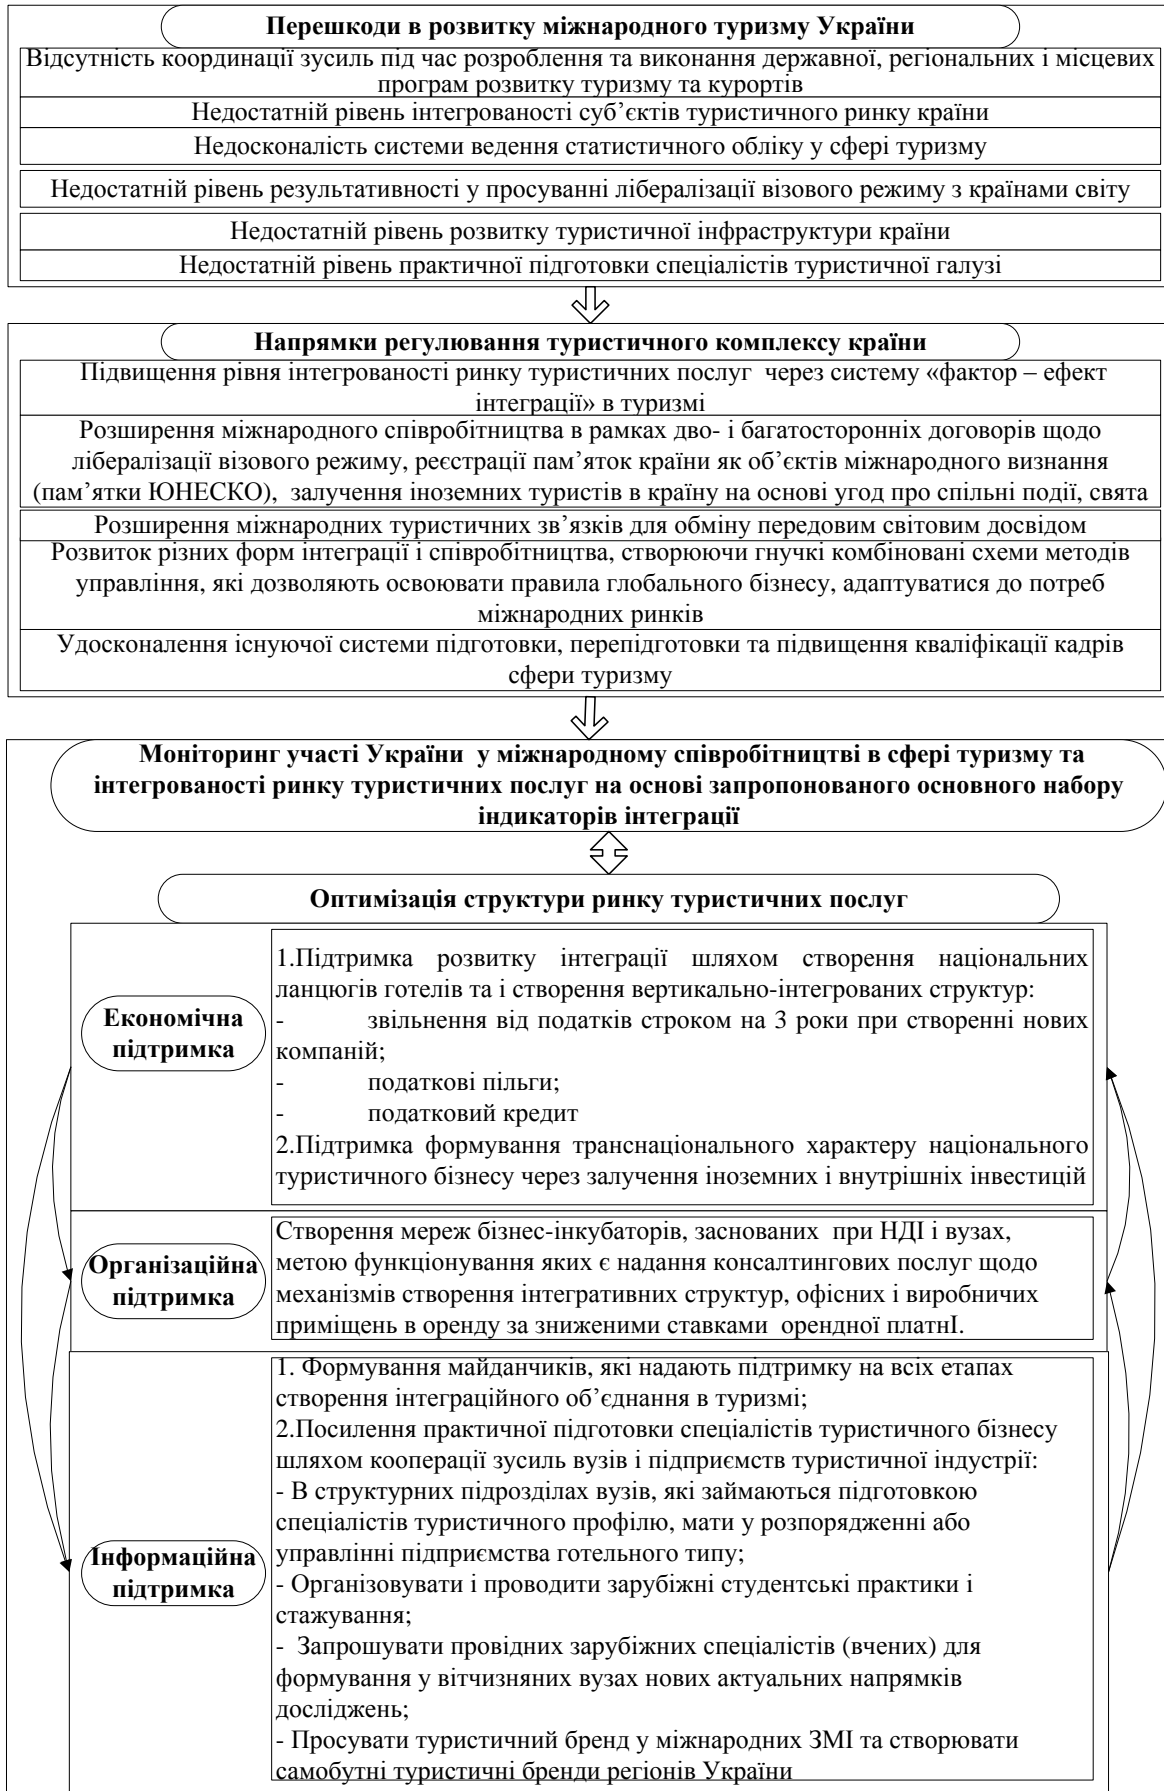 Перешкоди в розвитку міжнародного туризму України
Відсутність координації зусиль під час розроблення та виконання державної, регіональних і місцевих
програм розвитку туризму та курортів
Недостатній рівень інтегрованості суб’єктів туристичного ринку країни
Недосконалість системи ведення статистичного обліку у сфері туризму
Недостатній рівень результативності у просуванні лібералізації візового режиму з країнами світу
Недостатній рівень розвитку туристичної інфраструктури країни
Недостатній рівень практичної підготовки спеціалістів туристичної галузі
Напрямки регулювання туристичного комплексу країни
Підвищення рівня інтегрованості ринку туристичних послуг через систему «фактор – ефект
інтеграції» в туризмі
Розширення міжнародного співробітництва в рамках дво- і багатосторонніх договорів щодо
лібералізації візового режиму, реєстрації пам’яток країни як об’єктів міжнародного визнання
(пам’ятки ЮНЕСКО), залучення іноземних туристів в країну на основі угод про спільні події, свята
Розширення міжнародних туристичних зв’язків для обміну передовим світовим досвідом
Розвиток різних форм інтеграції і співробітництва, створюючи гнучкі комбіновані схеми методів
управління, які дозволяють освоювати правила глобального бізнесу, адаптуватися до потреб
міжнародних ринків
Удосконалення існуючої системи підготовки, перепідготовки та підвищення кваліфікації кадрів
сфери туризму
Моніторинг участі України у міжнародному співробітництві в сфері туризму та
інтегрованості ринку туристичних послуг на основі запропонованого основного набору
індикаторів інтеграції
Оптимізація структури ринку туристичних послуг
Економічна
підтримка
1.Підтримка розвитку інтеграції шляхом створення національних
ланцюгів готелів та і створення вертикально-інтегрованих структур:
- звільнення від податків строком на 3 роки при створенні нових
компаній;
- податкові пільги;
- податковий кредит
2.Підтримка формування транснаціонального характеру національного
туристичного бізнесу через залучення іноземних і внутрішніх інвестицій
Організаційна
підтримка
Створення мереж бізнес-інкубаторів, заснованих при НДІ і вузах,
метою функціонування яких є надання консалтингових послуг щодо
механізмів створення інтегративних структур, офісних і виробничих
приміщень в оренду за зниженими ставками орендної платнІ.
Інформаційна
підтримка
1. Формування майданчиків, які надають підтримку на всіх етапах
створення інтеграційного об’єднання в туризмі;
2.Посилення практичної підготовки спеціалістів туристичного бізнесу
шляхом кооперації зусиль вузів і підприємств туристичної індустрії:
- В структурних підрозділах вузів, які займаються підготовкою
спеціалістів туристичного профілю, мати у розпорядженні або
управлінні підприємства готельного типу;
- Організовувати і проводити зарубіжні студентські практики і
стажування;
- Запрошувати провідних зарубіжних спеціалістів (вчених) для
формування у вітчизняних вузах нових актуальних напрямків
досліджень;
- Просувати туристичний бренд у міжнародних ЗМІ та створювати
самобутні туристичні бренди регіонів України